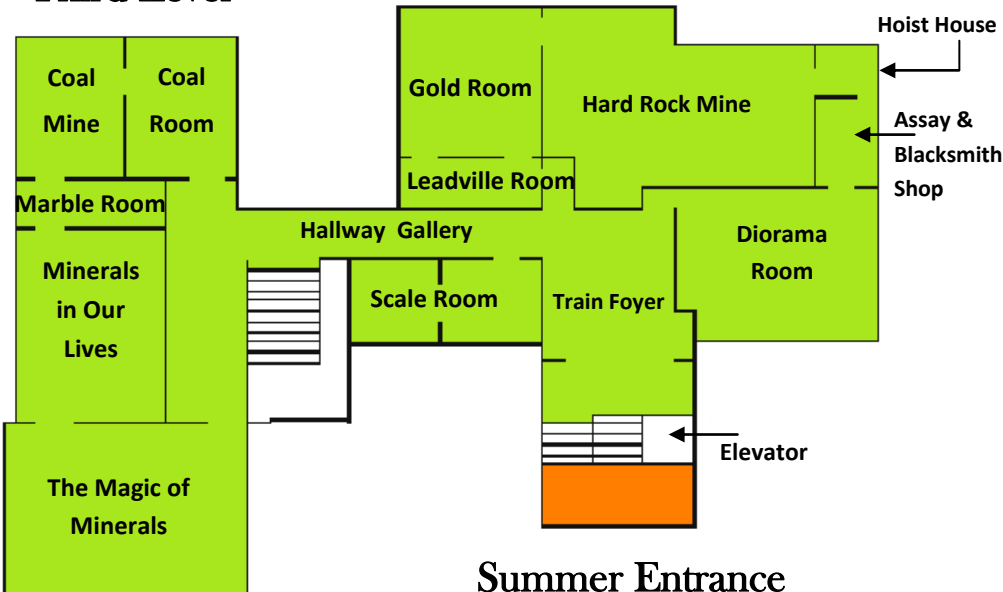 Hoist House
Coal
Mine
Coal
Room
Gold Room
Hard Rock Mine
Assay &
Blacksmith
Shop
Leadville Room
Marble Room
Hallway Gallery
Diorama
Room
Minerals
in Our
Lives
Scale Room
Train Foyer
Elevator
The Magic of
Minerals
Summer Entrance